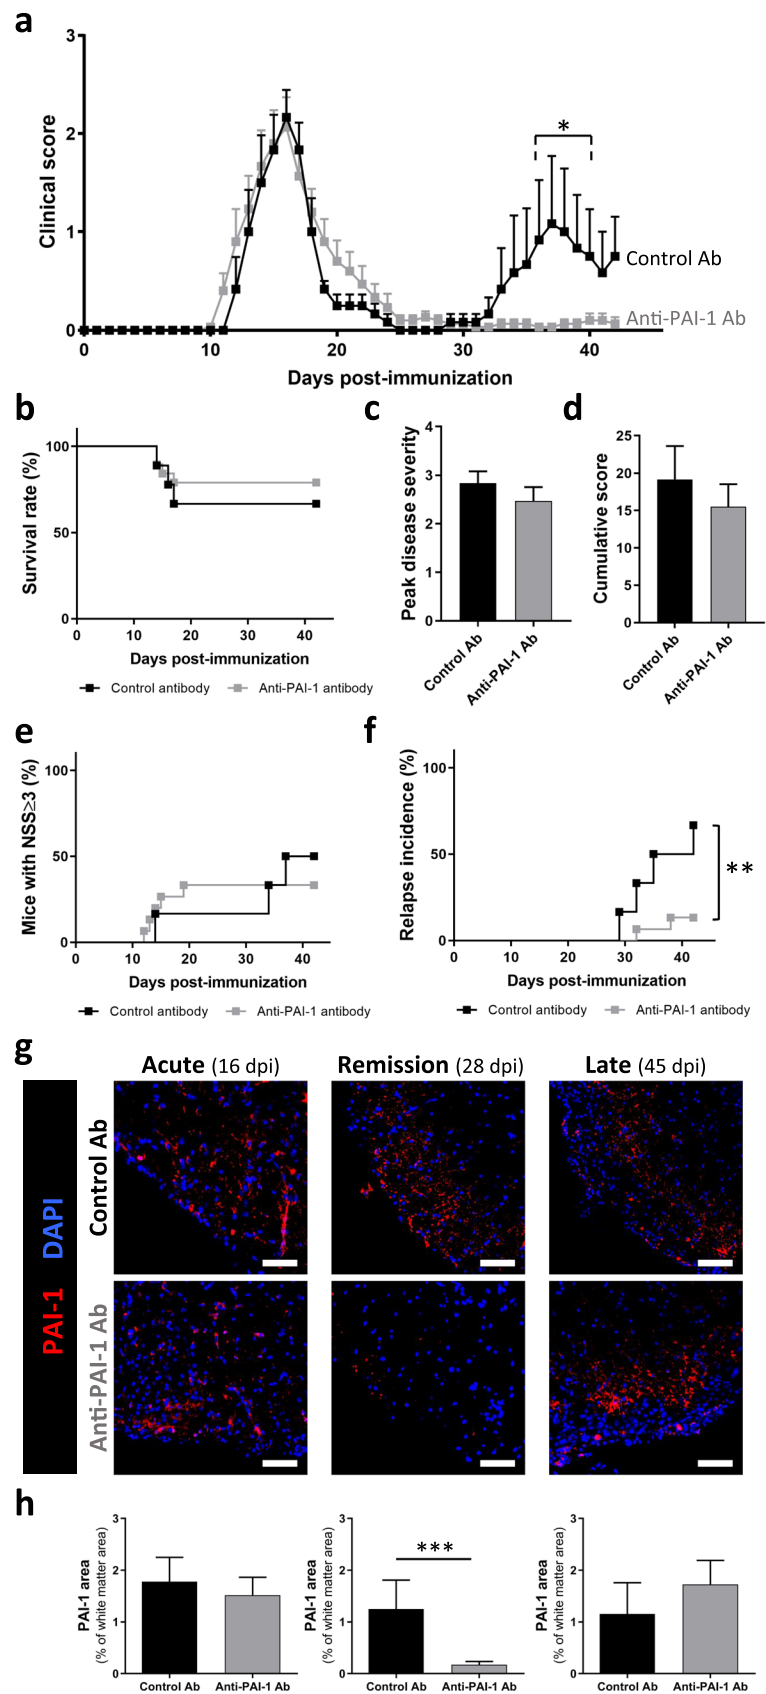 a
3
2
1
0
Clinical score
*
Control Ab
Anti-PAI-1 Ab
0 10 20 30 40
Days post-immunization
b
100
50
0
Survival rate (%)
0 10 20 30 40
Days post-immunization
Control antibody Anti-PAI-1 antibody
c
4
3
2
1
0
Peak disease severity
Control Ab
Anti-PAI-1 Ab
d
25
20
15
10
5
0
Cumulative score
Control Ab
Anti-PAI-1 Ab
e
100
50
0
Mice with NSS≥3 (%)
0 10 20 30 40
Days post-immunization
Control antibody Anti-PAI-1 antibody
f
100
50
0
Relapse incidence (%)
**
0 10 20 30 40
Days post-immunization
Control antibody Anti-PAI-1 antibody
g
Acute (16 dpi) Remission (28 dpi) Late (45 dpi)
PAI-1 DAPI
Control Ab
Anti-PAI-1 Ab
h
3
2
1
0
PAI-1 area
(% of white matter area)
Control Ab Anti-PAI-1 Ab
3
2
1
0
PAI-1 area
(% of white matter area)
***
Control Ab Anti-PAI-1 Ab
3
2
1
0
PAI-1 area
(% of white matter area)
Control Ab Anti-PAI-1 Ab